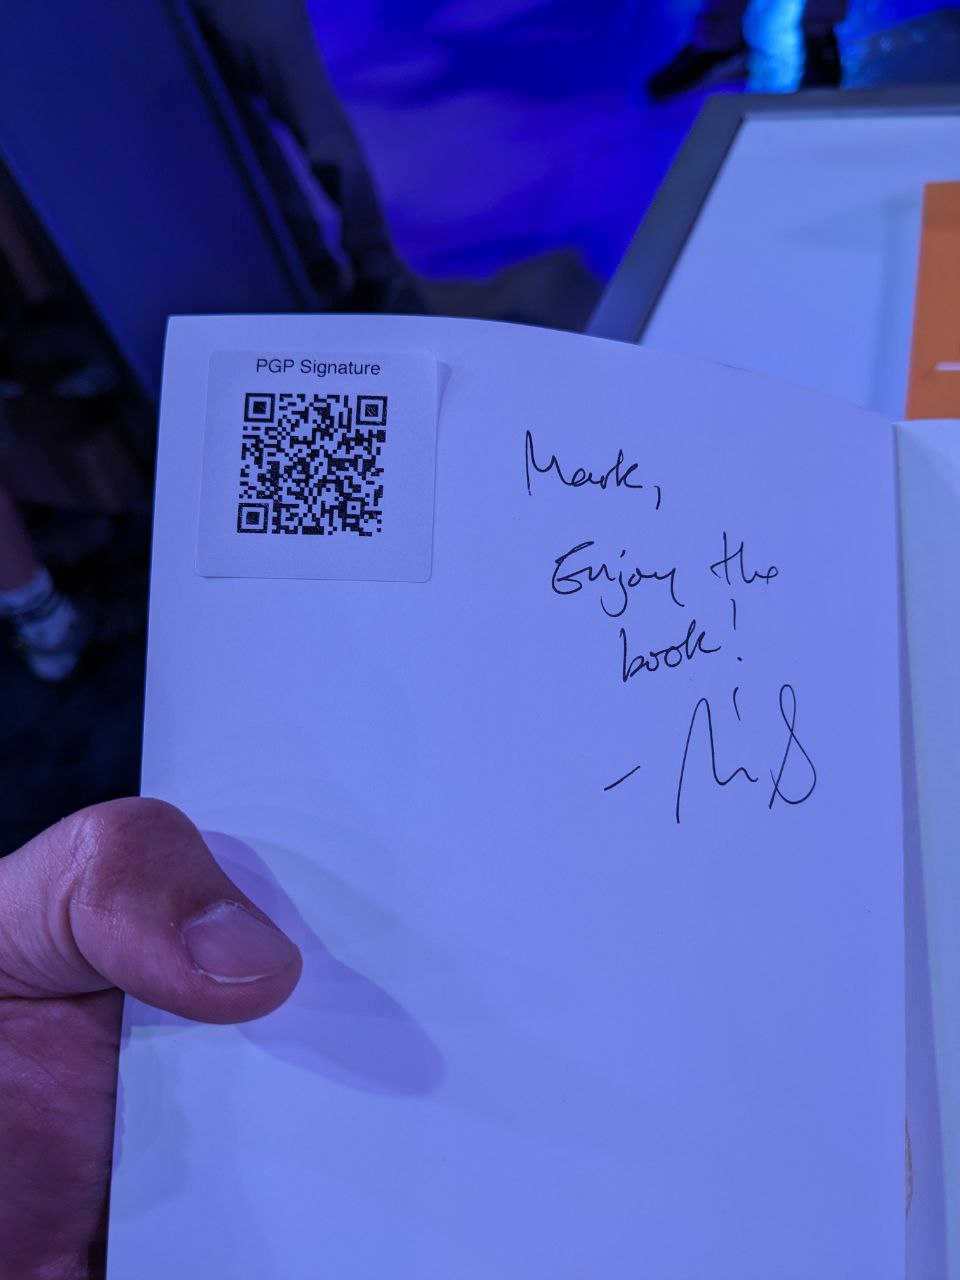 PGP Signature
Mark,
Enjoy the
book!